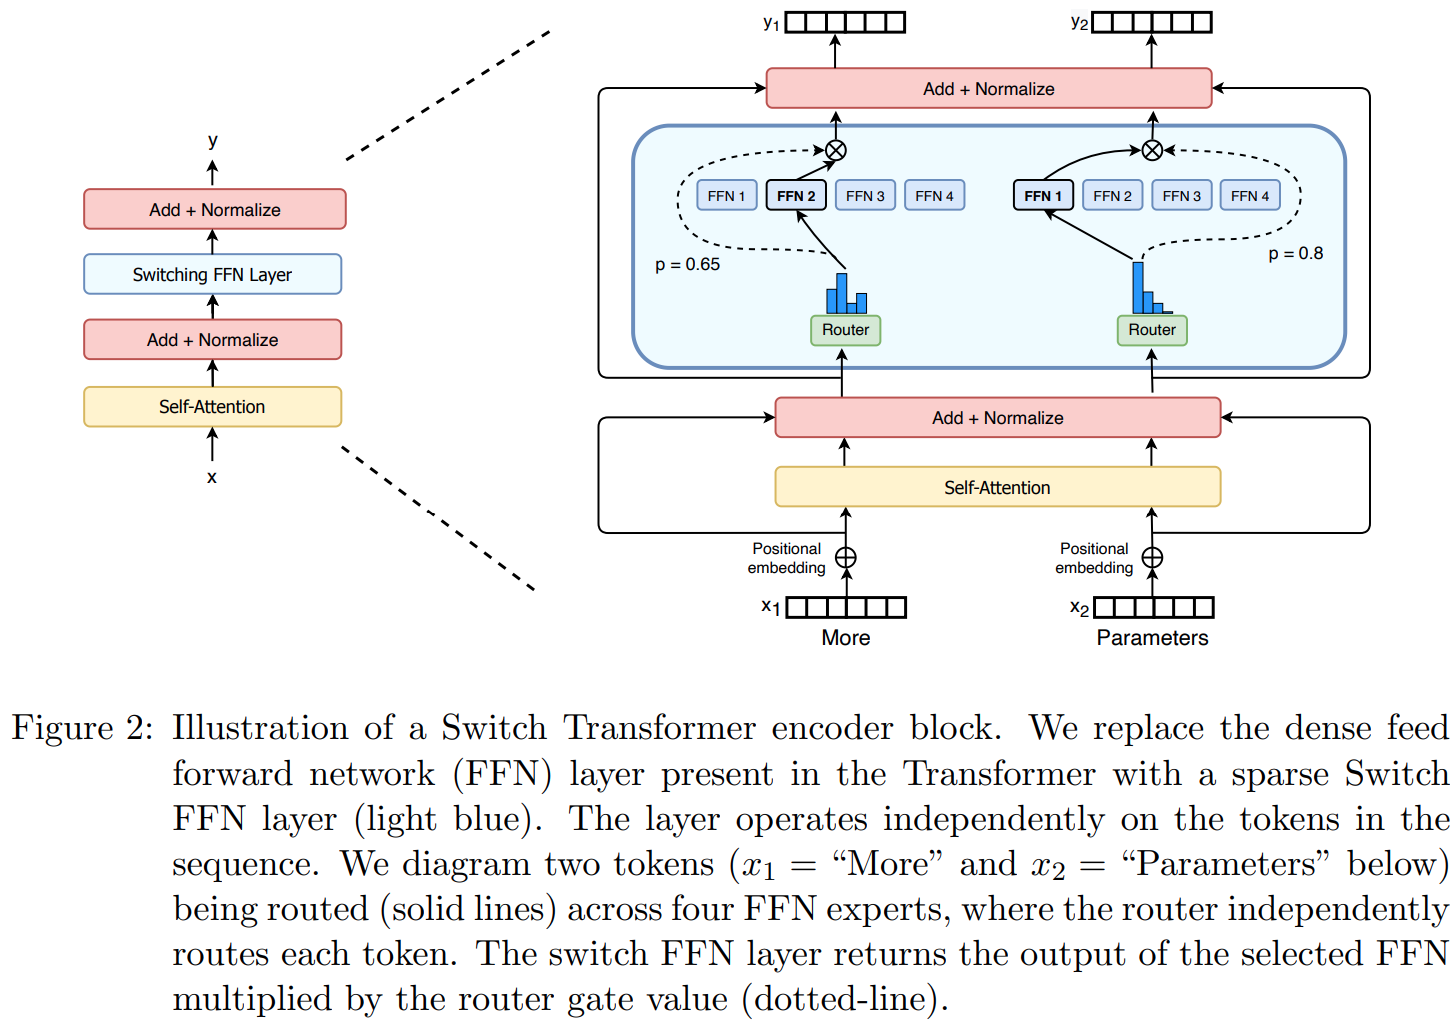 y
Add + Normalize
Switching FFN Layer
Add + Normalize
Self-Attention
x
y1
y2
Add + Normalize
FFN 1 FFN 2 FFN 3 FFN 4
FFN 1 FFN 2 FFN 3 FFN 4
p = 0.65
p = 0.8
Router
Router
Add + Normalize
Self-Attention
Positional
embedding
Positional
embedding
x1
x2
More
Parameters
Figure 2: Illustration of a Switch Transformer encoder block. We replace the dense feed
forward network (FFN) layer present in the Transformer with a sparse Switch
FFN layer (light blue). The layer operates independently on the tokens in the
sequence. We diagram two tokens (x1 = “More” and x2 = “Parameters” below)
being routed (solid lines) across four FFN experts, where the router independently
routes each token. The switch FFN layer returns the output of the selected FFN
multiplied by the router gate value (dotted-line).